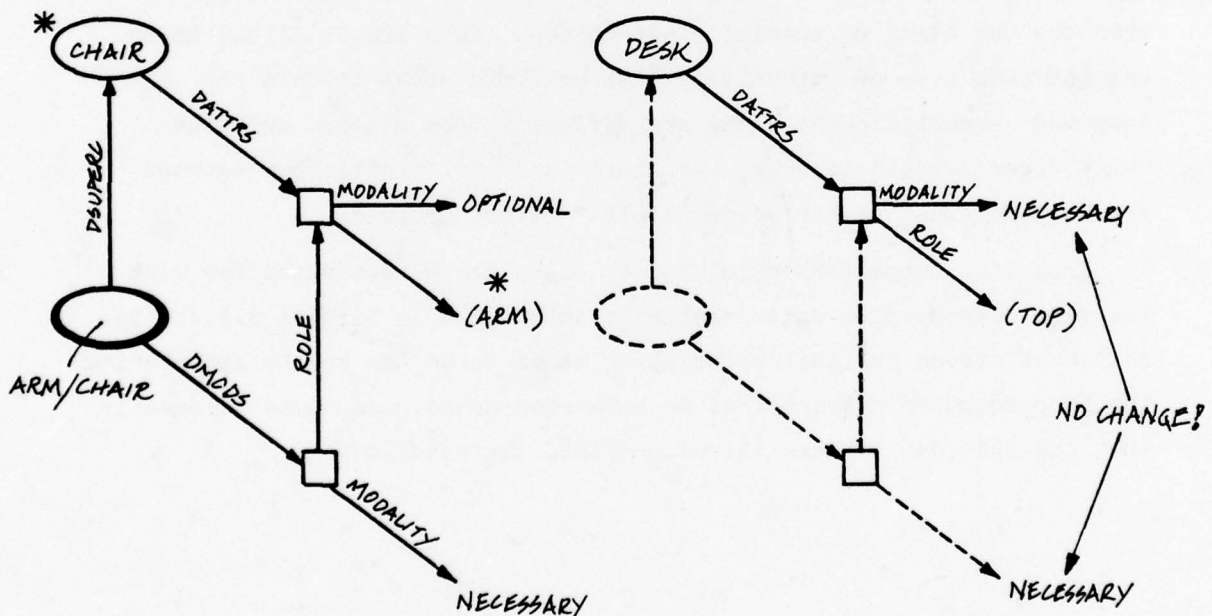 *
CHAIR
DATTRS
DSUPERC
MODALITY
OPTIONAL
*
(ARM)
ROLE
ARM/CHAIR
DMODS
MODALITY
NECESSARY
DESK
DATTRS
MODALITY
NECESSARY
ROLE
(TOP)
NO CHANGE!
NECESSARY